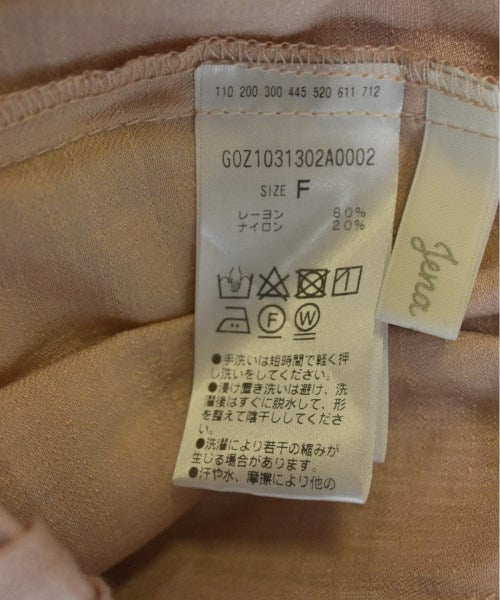 110 200 300 445 520 611 712
GOZ1031302A0002
SIZE F
レーヨン 80%
ナイロン 20%
F W
●手洗いは短時間で軽く押
し洗いをしてください。
●浸け置き洗いは避け、洗
濯後はすぐに脱水して、形
を整えて陰干ししてくださ
い。
●洗濯により若干の縮みが
生じる場合があります。
●汗や水、摩擦により他の
Jena